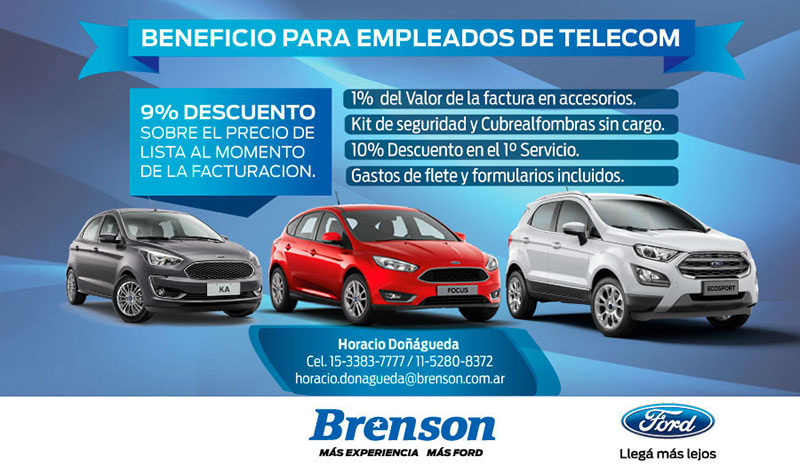 BENEFICIO PARA EMPLEADOS DE TELECOM
9% DESCUENTO
SOBRE EL PRECIO DE
LISTA AL MOMENTO
DE LA FACTURACION.
1% del Valor de la factura en accesorios.
Kit de seguridad y Cubrealfombras sin cargo.
10% Descuento en el 1º Servicio.
Gastos de flete y formularios incluidos.
KA
FOCUS
ECOSPORT
Horacio Doñágueda
Cel. 15-3383-7777 / 11-5280-8372
horacio.donagueda@brenson.com.ar
Brenson
MÁS EXPERIENCIA MÁS FORD
Ford
Llegá más lejos